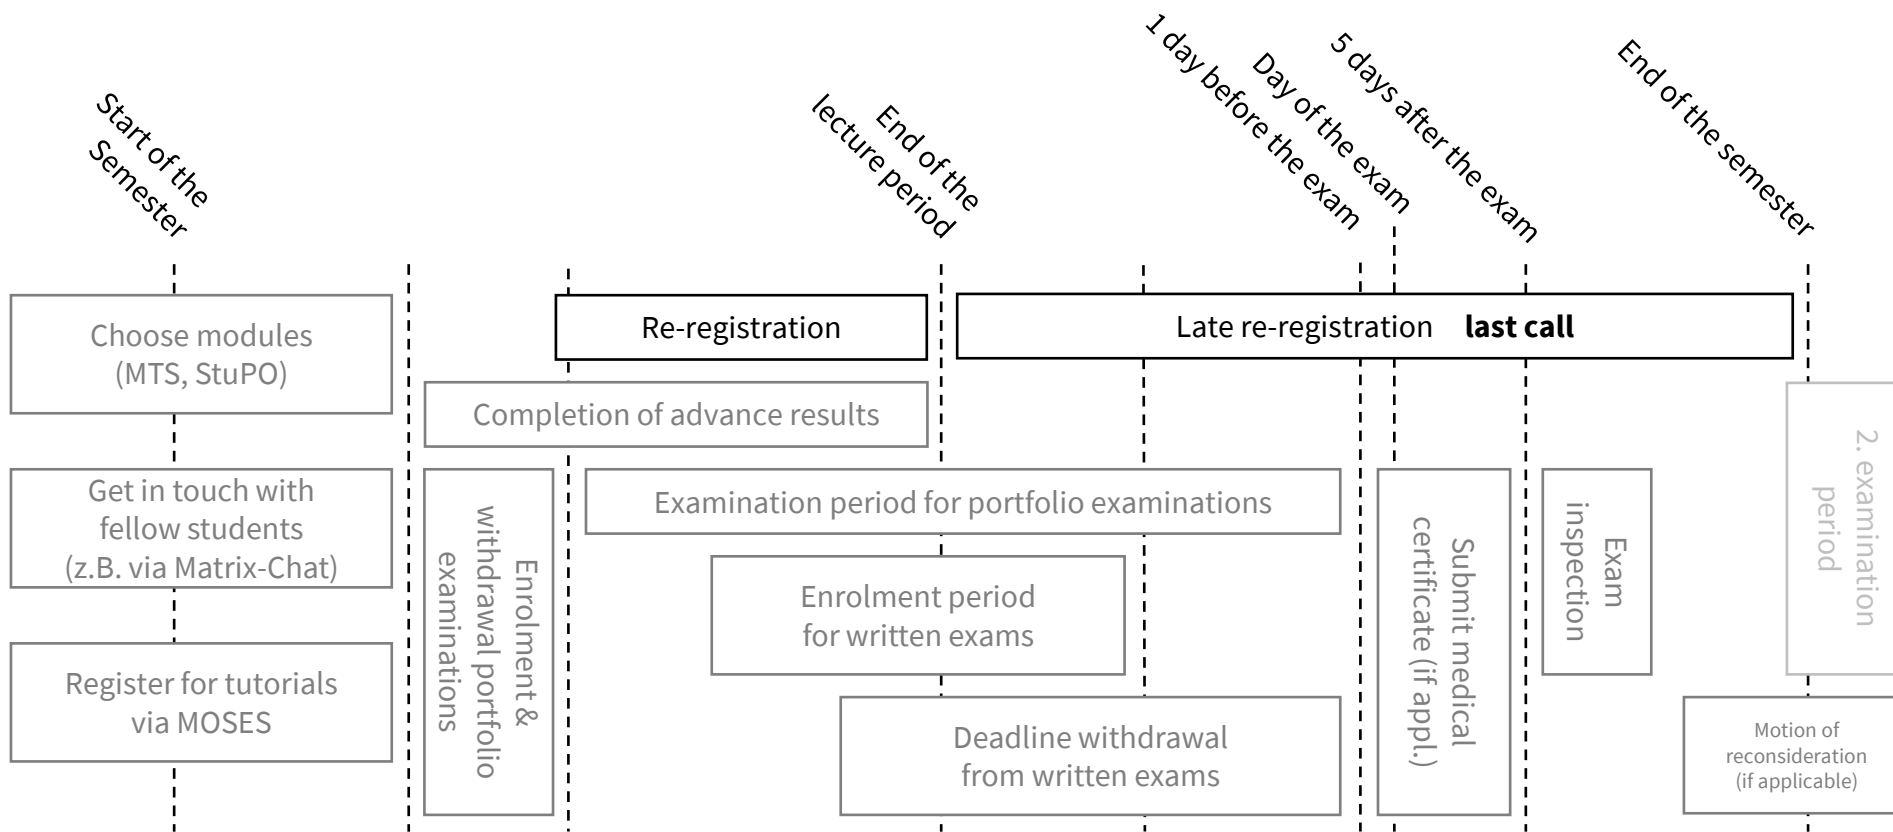 Start of the
Semester
End of the
lecture period
1 day before the exam
Day of the exam
5 days after the exam
End of the semester
Choose modules
(MTS, StuPO)
Re-registration
Late re-registration last call
Completion of advance results
Get in touch with
fellow students
(z.B. via Matrix-Chat)
Enrolment &
withdrawal portfolio
examinations
Examination period for portfolio examinations
Enrolment period
for written exams
Submit medical
certificate (if appl.)
Exam
inspection
2. examination
period
Register for tutorials
via MOSES
Deadline withdrawal
from written exams
Motion of
reconsideration
(if applicable)